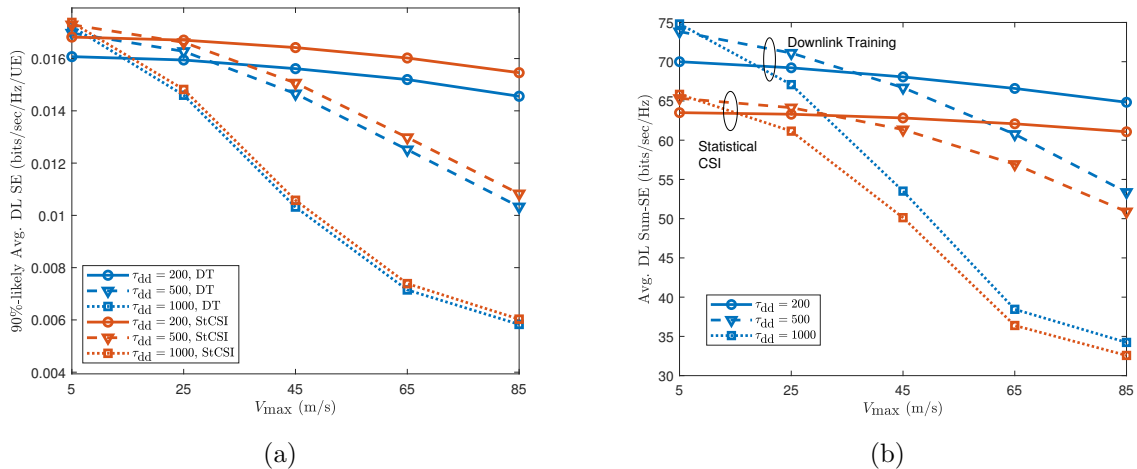 90%-likely Avg. DL SE (bits/sec/Hz/UE)
0.016
0.014
0.012
0.01
0.008
0.006
0.004
τdd = 200, DT
τdd = 500, DT
τdd = 1000, DT
τdd = 200, StCSI
τdd = 500, StCSI
τdd = 1000, StCSI
5 25 45 65 85
Vmax (m/s)
(a)
Avg. DL Sum-SE (bits/sec/Hz)
75
70
65
60
55
50
45
40
35
30
Downlink Training
Statistical
CSI
τdd = 200
τdd = 500
τdd = 1000
5 25 45 65 85
Vmax (m/s)
(b)